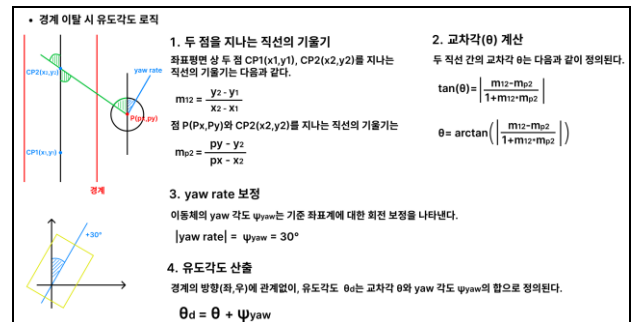 • 경계 이탈 시 유도각도 로직
CP2(x₂,y₂)
yaw rate
P(px,py)
CP1(x₁,y₁)
경계
+30°
1. 두 점을 지나는 직선의 기울기
좌표평면 상 두 점 CP1(x1,y1), CP2(x2,y2)를 지나는
직선의 기울기는 다음과 같다.
m₁₂ = (y₂ - y₁) / (x₂ - x₁)
점 P(Px,Py)와 CP2(x2,y2)를 지나는 직선의 기울기는
mₚ₂ = (py - y₂) / (px - x₂)
2. 교차각(θ) 계산
두 직선 간의 교차각 θ는 다음과 같이 정의된다.
tan(θ)=|(m₁₂-mₚ₂) / (1+m₁₂*mₚ₂)|
θ= arctan(|(m₁₂-mₚ₂) / (1+m₁₂*mₚ₂)|)
3. yaw rate 보정
이동체의 yaw 각도 ψyaw는 기준 좌표계에 대한 회전 보정을 나타낸다.
|yaw rate| = ψyaw = 30°
4. 유도각도 산출
경계의 방향(좌,우)에 관계없이, 유도각도 θd는 교차각 θ와 yaw 각도 ψyaw의 합으로 정의된다.
θd = θ + ψyaw